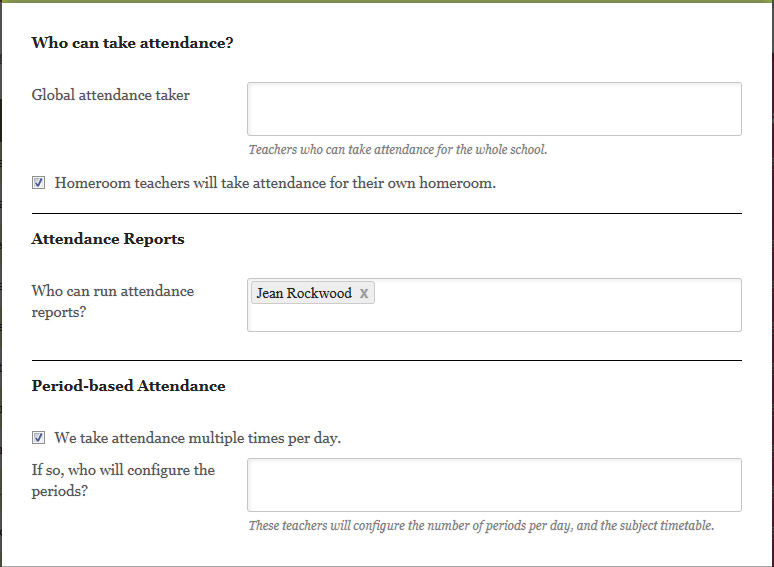 Who can take attendance?
Global attendance taker
Teachers who can take attendance for the whole school.
Homeroom teachers will take attendance for their own homeroom.
Attendance Reports
Who can run attendance
reports?
Jean Rockwood x
Period-based Attendance
We take attendance multiple times per day.
If so, who will configure the
periods?
These teachers will configure the number of periods per day, and the subject timetable.